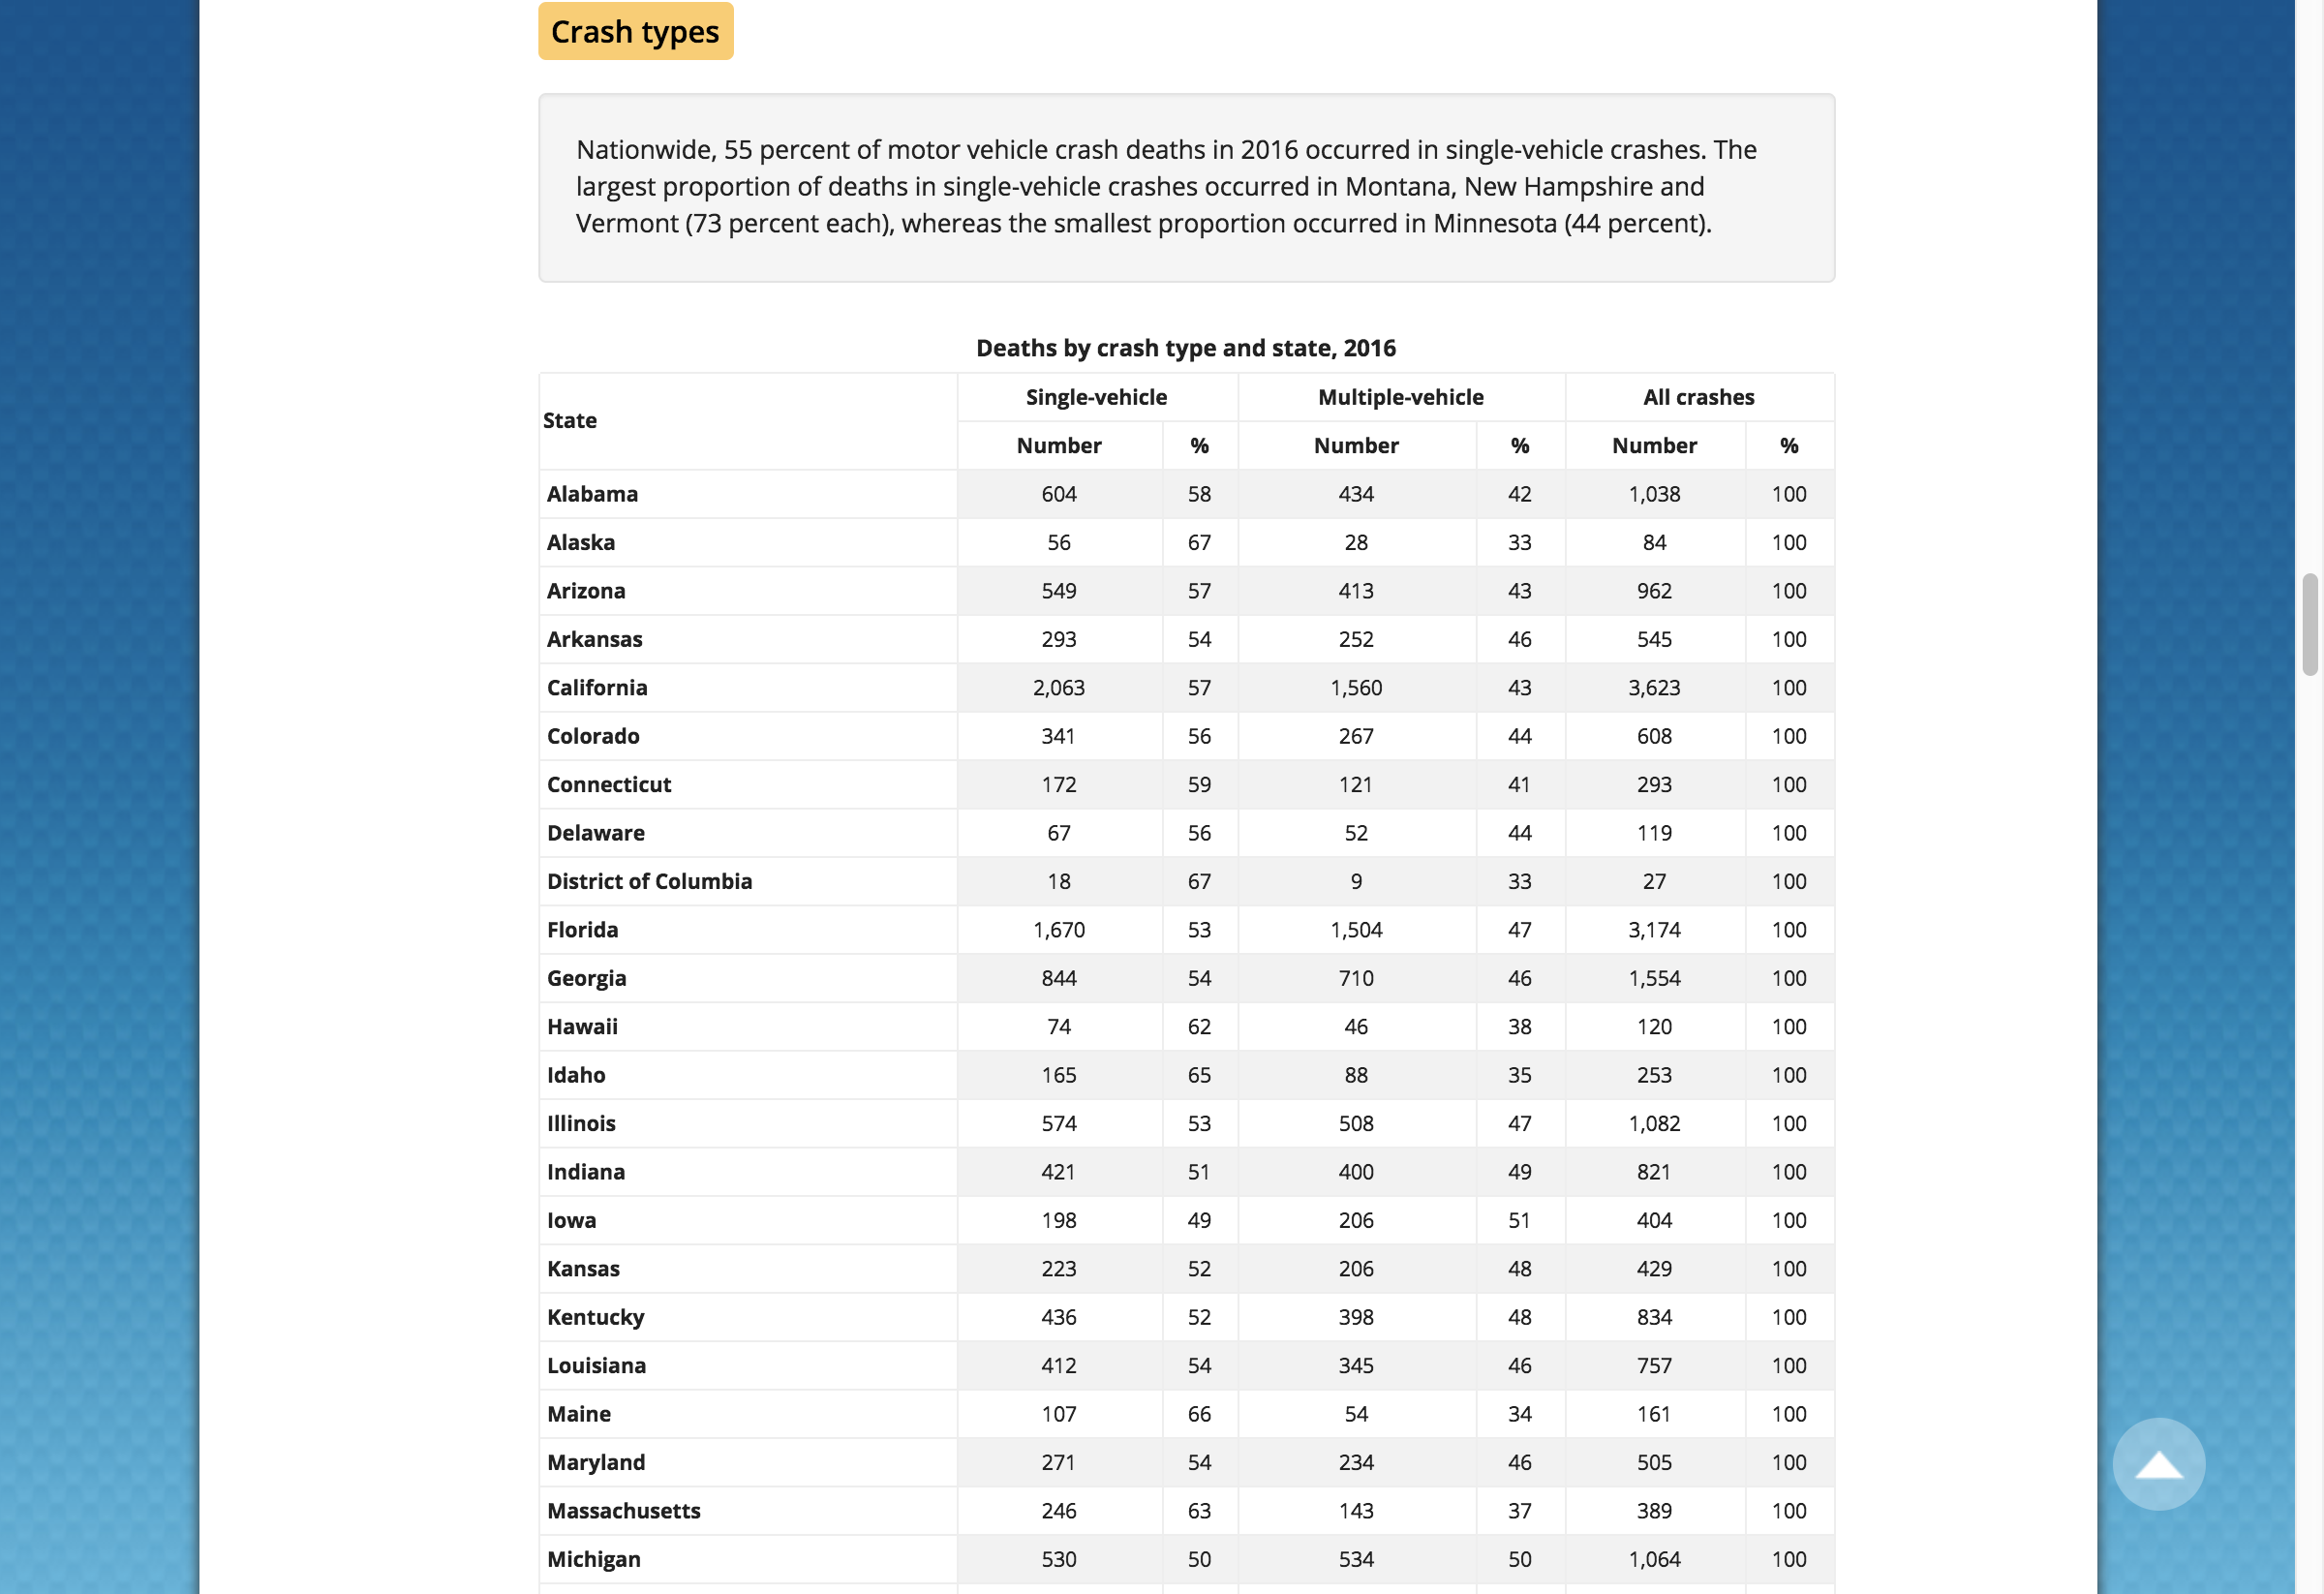 Crash types
Nationwide, 55 percent of motor vehicle crash deaths in 2016 occurred in single-vehicle crashes. The
largest proportion of deaths in single-vehicle crashes occurred in Montana, New Hampshire and
Vermont (73 percent each), whereas the smallest proportion occurred in Minnesota (44 percent).
Deaths by crash type and state, 2016
State Single-vehicle Multiple-vehicle All crashes
Number % Number % Number %
Alabama 604 58 434 42 1,038 100
Alaska 56 67 28 33 84 100
Arizona 549 57 413 43 962 100
Arkansas 293 54 252 46 545 100
California 2,063 57 1,560 43 3,623 100
Colorado 341 56 267 44 608 100
Connecticut 172 59 121 41 293 100
Delaware 67 56 52 44 119 100
District of Columbia 18 67 9 33 27 100
Florida 1,670 53 1,504 47 3,174 100
Georgia 844 54 710 46 1,554 100
Hawaii 74 62 46 38 120 100
Idaho 165 65 88 35 253 100
Illinois 574 53 508 47 1,082 100
Indiana 421 51 400 49 821 100
Iowa 198 49 206 51 404 100
Kansas 223 52 206 48 429 100
Kentucky 436 52 398 48 834 100
Louisiana 412 54 345 46 757 100
Maine 107 66 54 34 161 100
Maryland 271 54 234 46 505 100
Massachusetts 246 63 143 37 389 100
Michigan 530 50 534 50 1,064 100